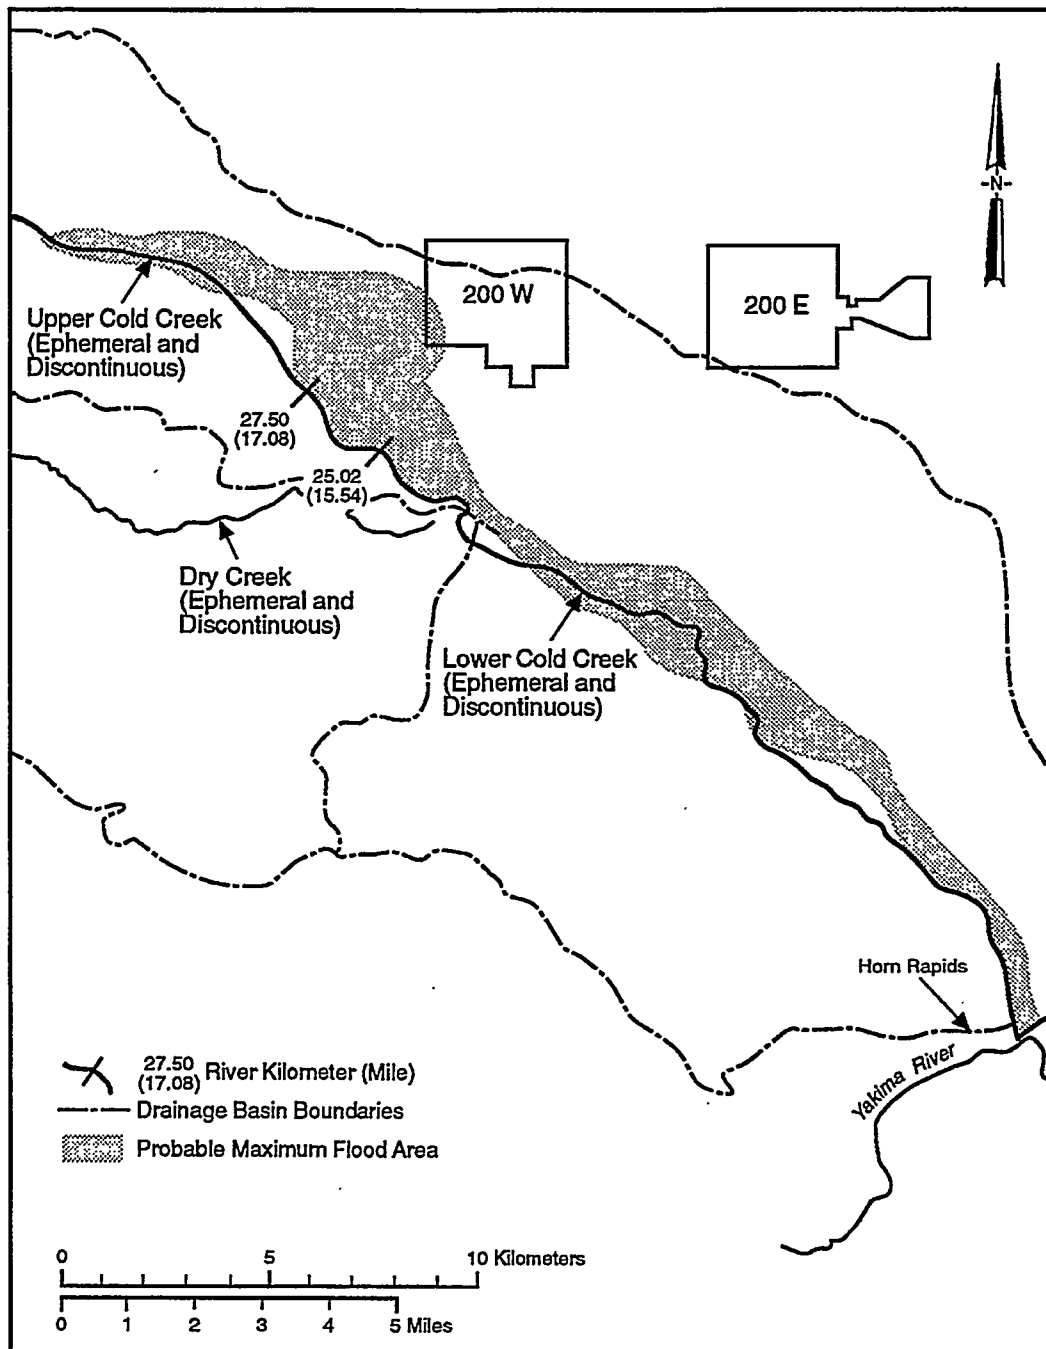 N
200 W
200 E
Upper Cold Creek
(Ephemeral and
Discontinuous)
27.50
(17.08)
25.02
(15.54)
Dry Creek
(Ephemeral and
Discontinuous)
Lower Cold Creek
(Ephemeral and
Discontinuous)
Horn Rapids
Yakima River
27.50
(17.08)
River Kilometer (Mile)
Drainage Basin Boundaries
Probable Maximum Flood Area
0 5 10 Kilometers
0 1 2 3 4 5 Miles